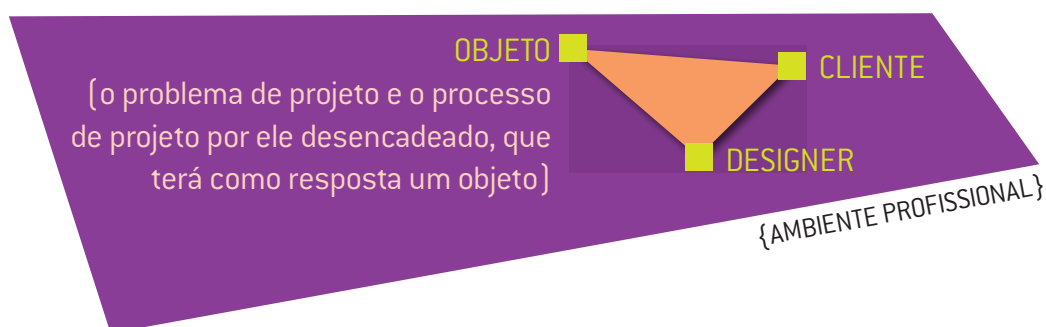 OBJETO
CLIENTE
(o problema de projeto e o processo
de projeto por ele desencadeado, que
terá como resposta um objeto)
DESIGNER
{AMBIENTE PROFISSIONAL}